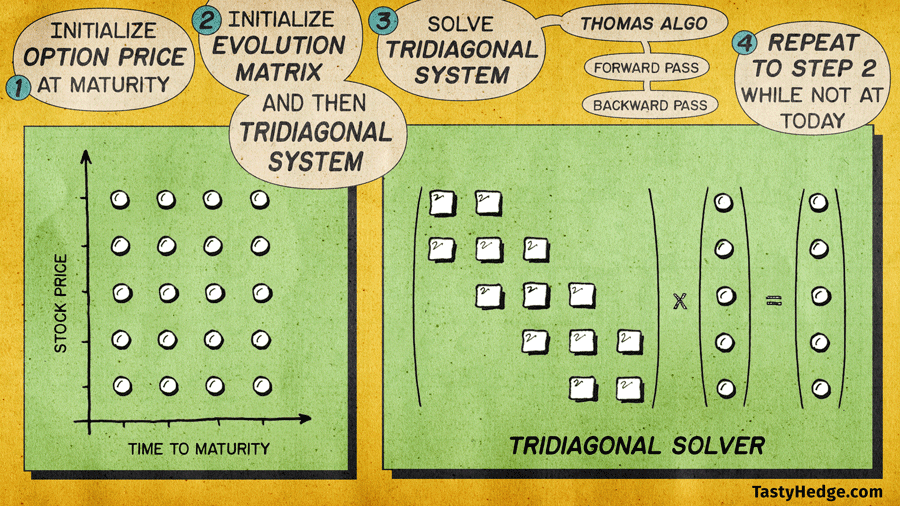 1
INITIALIZE
OPTION PRICE
AT MATURITY
2
INITIALIZE
EVOLUTION
MATRIX
AND THEN
TRIDIAGONAL
SYSTEM
3
SOLVE
TRIDIAGONAL
SYSTEM
THOMAS ALGO
FORWARD PASS
BACKWARD PASS
4
REPEAT
TO STEP 2
WHILE NOT AT
TODAY
STOCK PRICE
TIME TO MATURITY
x
=
TRIDIAGONAL SOLVER
TastyHedge.com